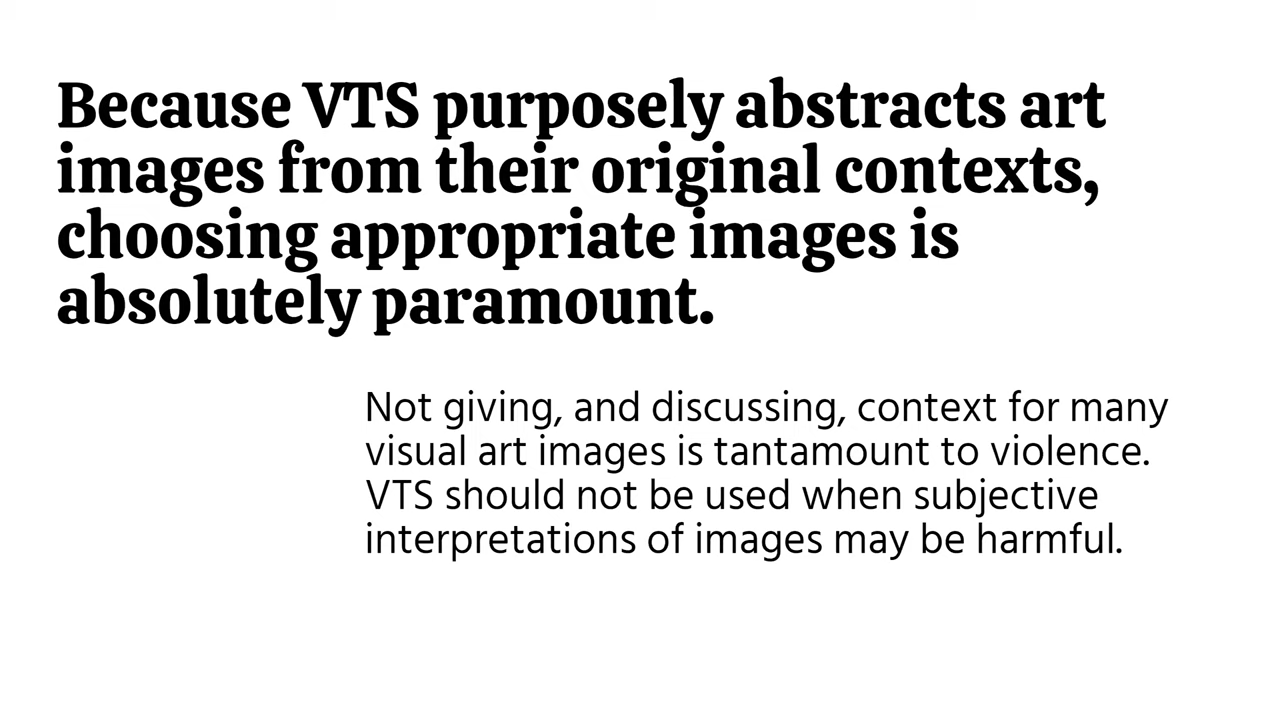 Because VTS purposely abstracts art
images from their original contexts,
choosing appropriate images is
absolutely paramount.
Not giving, and discussing, context for many
visual art images is tantamount to violence.
VTS should not be used when subjective
interpretations of images may be harmful.